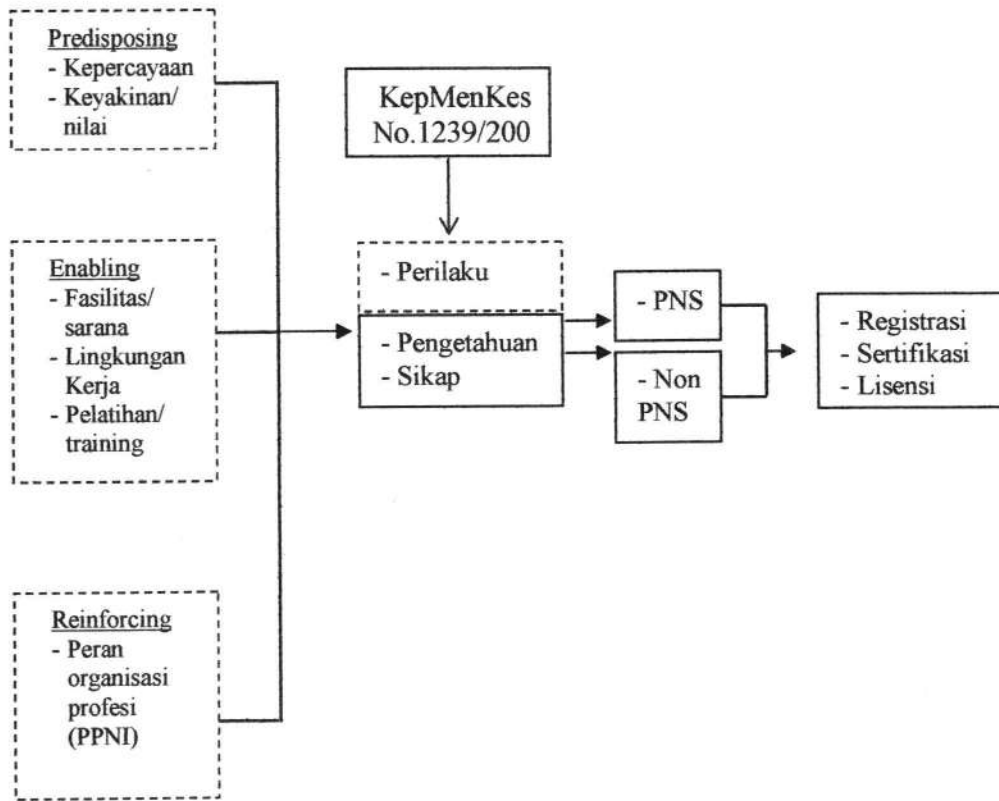 Predisposing
- Kepercayaan
- Keyakinan/
nilai
KepMenKes
No.1239/200
Enabling
- Fasilitas/
sarana
- Lingkungan
Kerja
- Pelatihan/
training
- Perilaku
- Pengetahuan
- Sikap
- PNS
- Non
PNS
- Registrasi
- Sertifikasi
- Lisensi
Reinforcing
- Peran
organisasi
profesi
(PPNI)